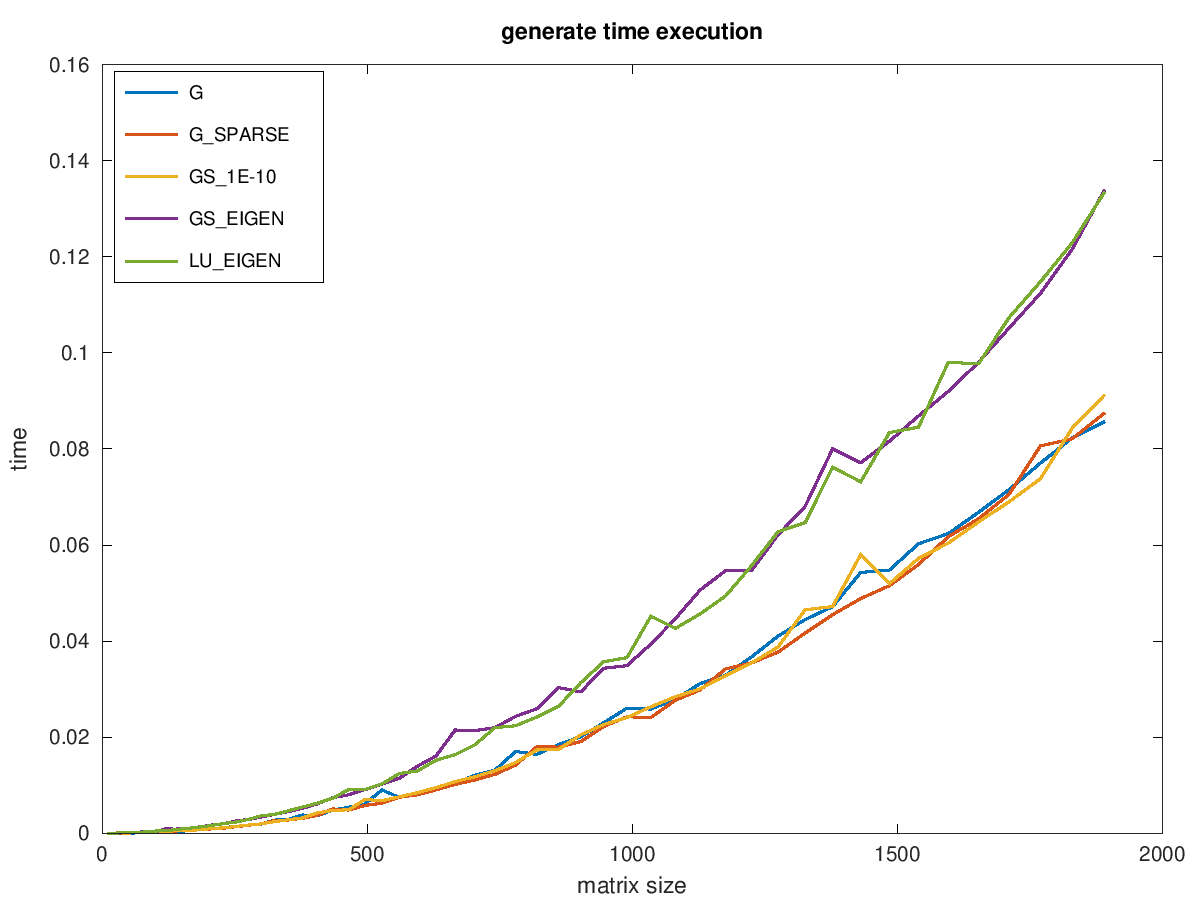 generate time execution
0.16
0.14
0.12
0.1
0.08
0.06
0.04
0.02
0
time
G
G_SPARSE
GS_1E-10
GS_EIGEN
LU_EIGEN
0 500 1000 1500 2000
matrix size